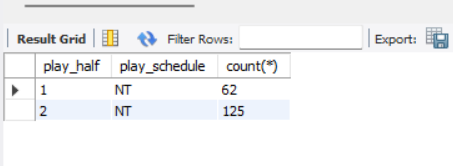 Result Grid Filter Rows: Export:
play_half play_schedule count(*)
1 NT 62
2 NT 125